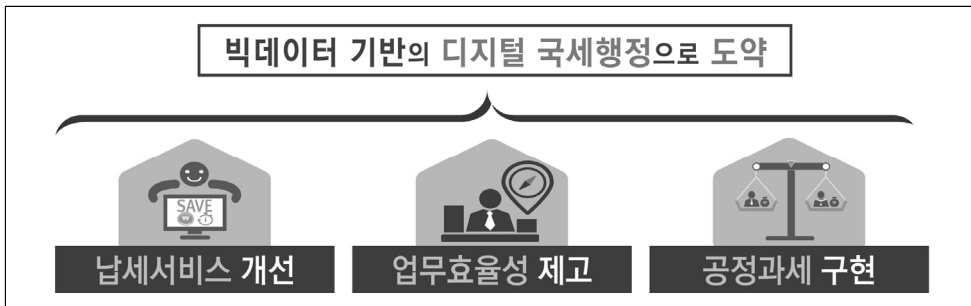 빅데이터 기반의 디지털 국세행정으로 도약
SAVE
₩
납세서비스 개선
업무효율성 제고
공정과세 구현